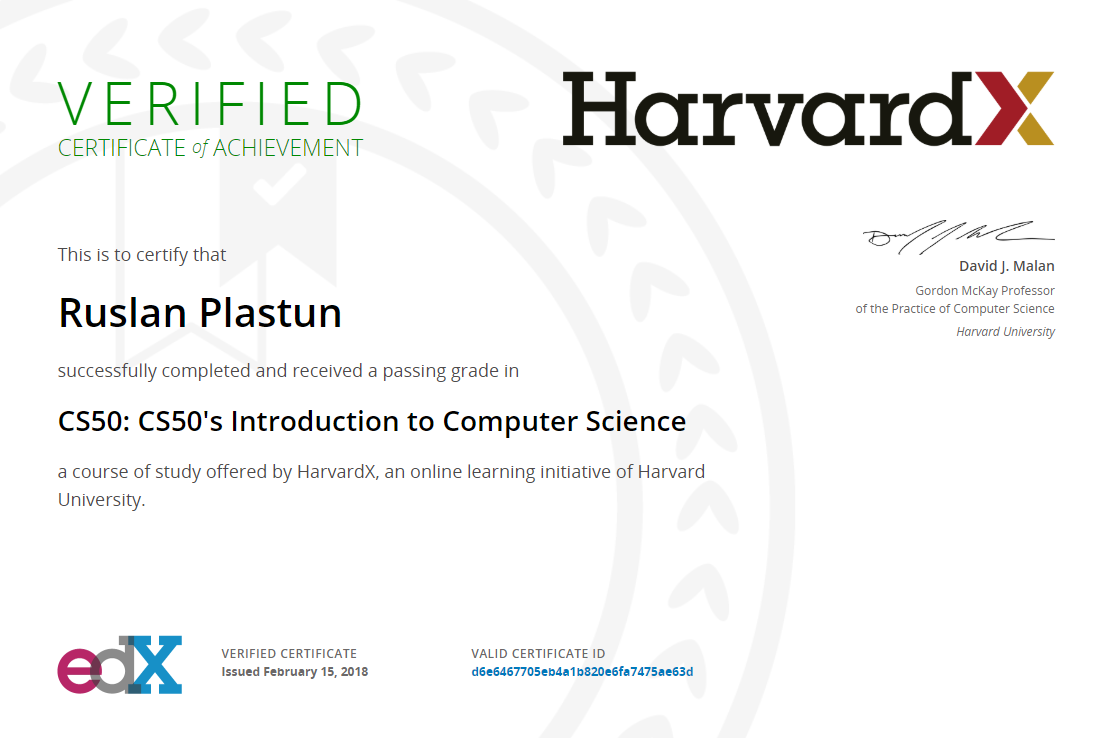 VERIFIED
CERTIFICATE of ACHIEVEMENT
HarvardX
This is to certify that
Ruslan Plastun
successfully completed and received a passing grade in
CS50: CS50's Introduction to Computer Science
a course of study offered by HarvardX, an online learning initiative of Harvard
University.
David J. Malan
Gordon McKay Professor
of the Practice of Computer Science
Harvard University
edX
VERIFIED CERTIFICATE
Issued February 15, 2018
VALID CERTIFICATE ID
d6e6467705eb4a1b820e6fa7475ae63d